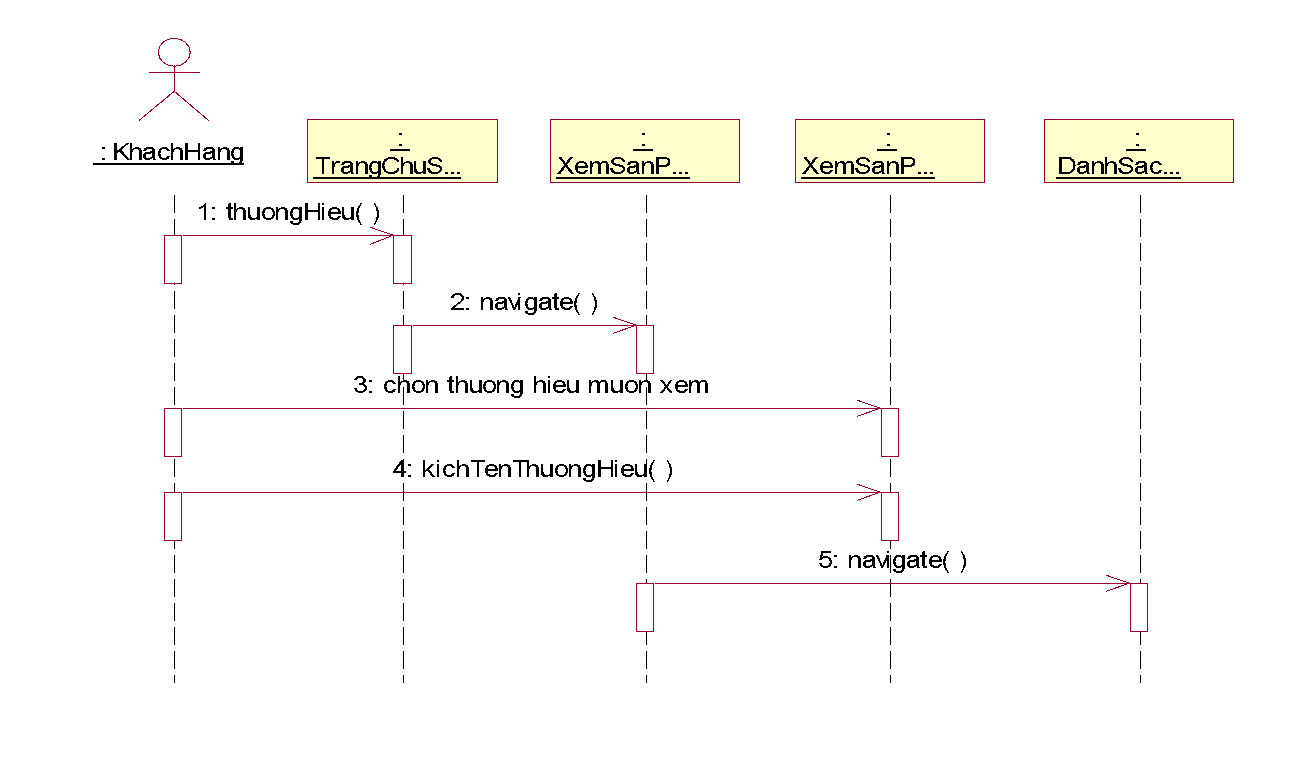 : KhachHang
:
TrangChuS...
:
XemSanP...
:
XemSanP...
:
DanhSac...
1: thuongHieu( )
2: navigate( )
3: chon thuong hieu muon xem
4: kichTenThuongHieu( )
5: navigate( )